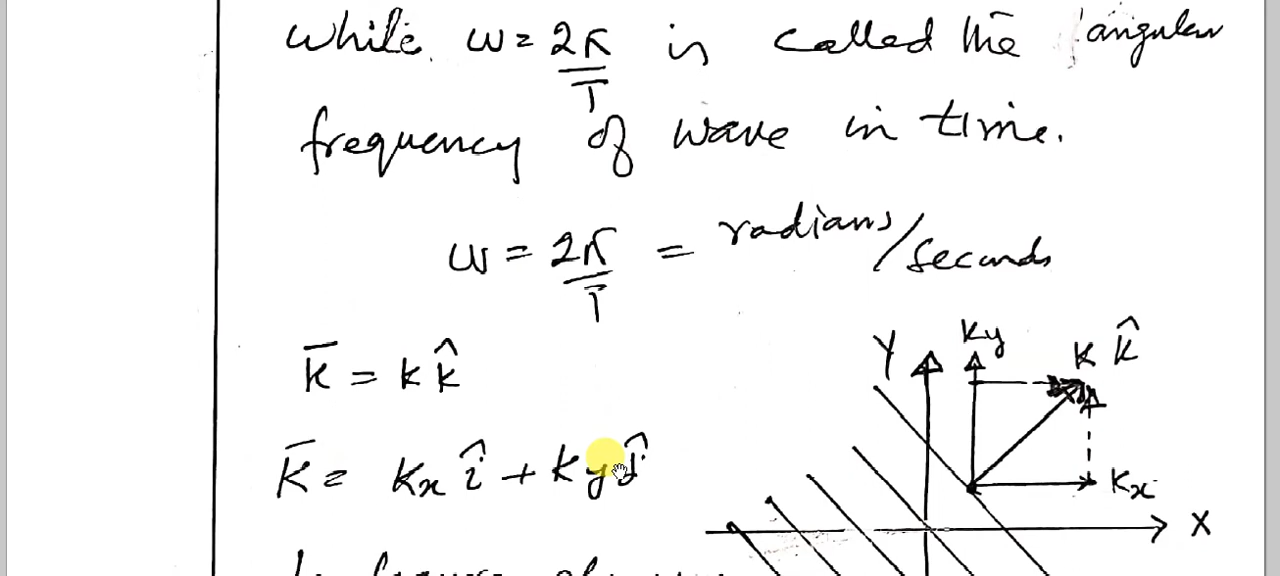 while ω = 2π/T is called the angular
frequency of wave in time.
ω = 2π/T = radians/seconds
k̄ = k k̂
K̄ = Kx î + Ky ĵ
Y Ky K k̂
Kx
X